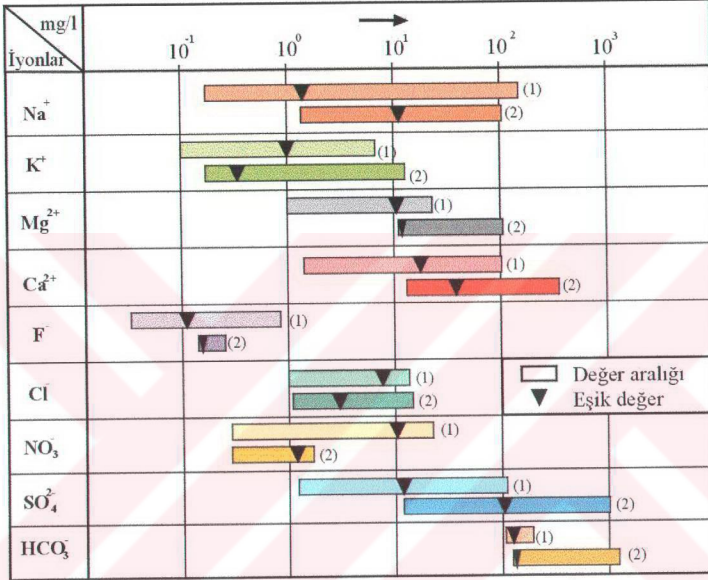 mg/l
İyonlar
10⁻¹ 10⁰ 10¹ 10² 10³
Na⁺ (1)
(2)
K⁺ (1)
(2)
Mg²⁺ (1)
(2)
Ca²⁺ (1)
(2)
F⁻ (1)
(2)
Cl⁻ (1)
(2)
Değer aralığı
Eşik değer
NO₃⁻ (1)
(2)
SO₄²⁻ (1)
(2)
HCO₃⁻ (1)
(2)